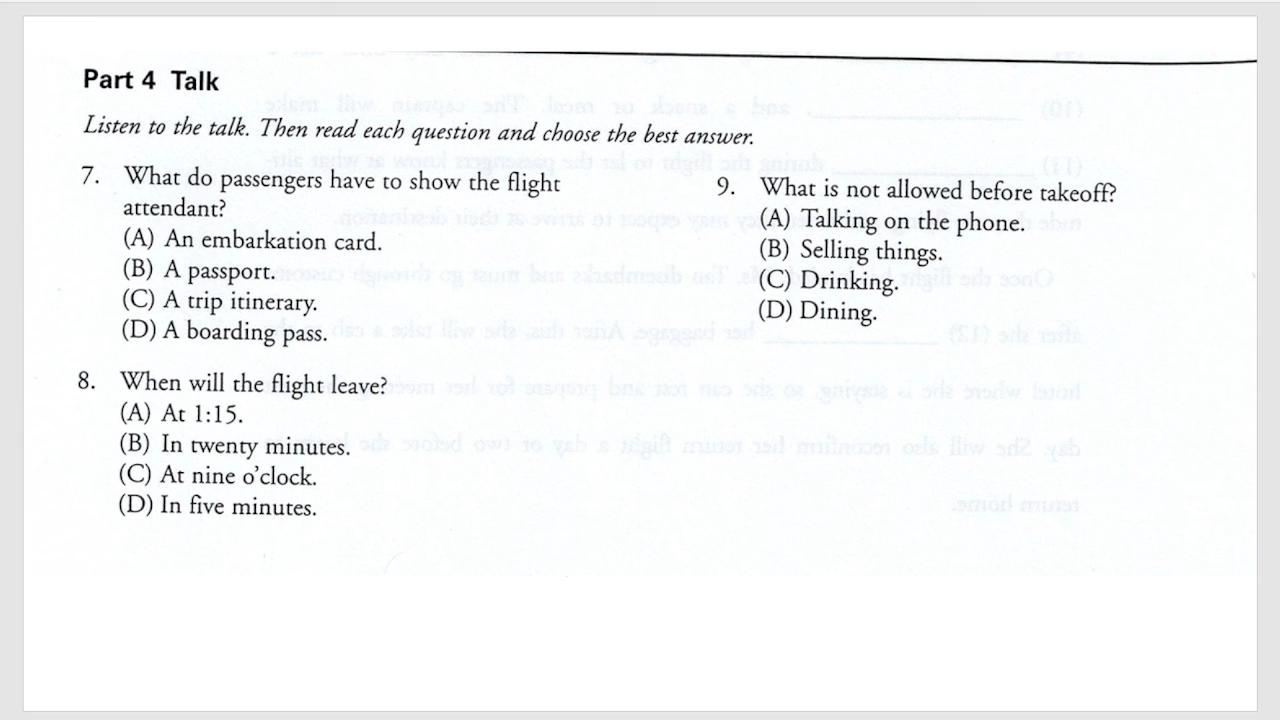 Part 4 Talk
Listen to the talk. Then read each question and choose the best answer.
7. What do passengers have to show the flight
attendant?
(A) An embarkation card.
(B) A passport.
(C) A trip itinerary.
(D) A boarding pass.
8. When will the flight leave?
(A) At 1:15.
(B) In twenty minutes.
(C) At nine o'clock.
(D) In five minutes.
9. What is not allowed before takeoff?
(A) Talking on the phone.
(B) Selling things.
(C) Drinking.
(D) Dining.